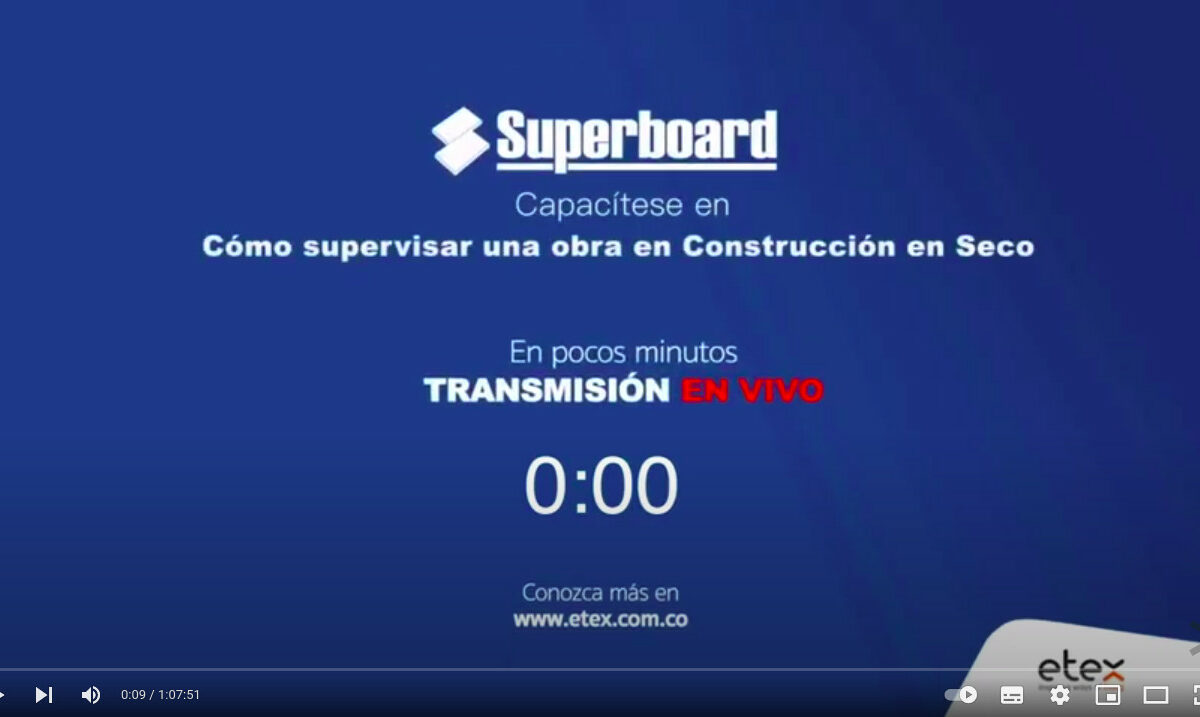 Superboard
Capacítese en
Cómo supervisar una obra en Construcción en Seco
En pocos minutos
TRANSMISIÓN EN VIVO
0:00
Conozca más en
www.etex.com.co
etex
0:09 / 1:07:51